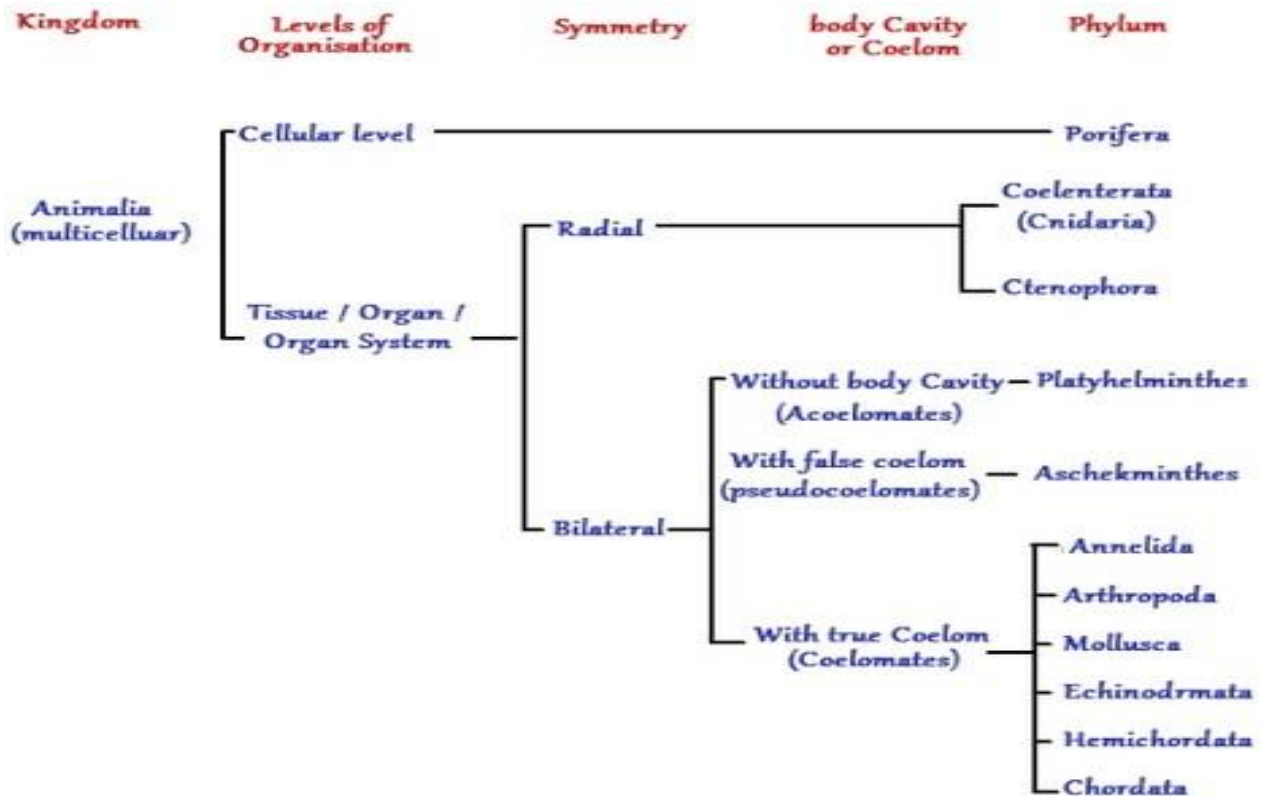 Kingdom
Levels of
Organisation
Symmetry
body Cavity
or Coelom
Phylum
Cellular level
Porifera
Animalia
(multicelluar)
Coelenterata
(Cnidaria)
Radial
Ctenophora
Tissue / Organ /
Organ System
Without body Cavity
(Acoelomates)
Platyhelminthes
With false coelom
(pseudocoelomates)
Aschekminthes
Bilateral
Annelida
Arthropoda
With true Coelom
(Coelomates)
Mollusca
Echinodrmata
Hemichordata
Chordata